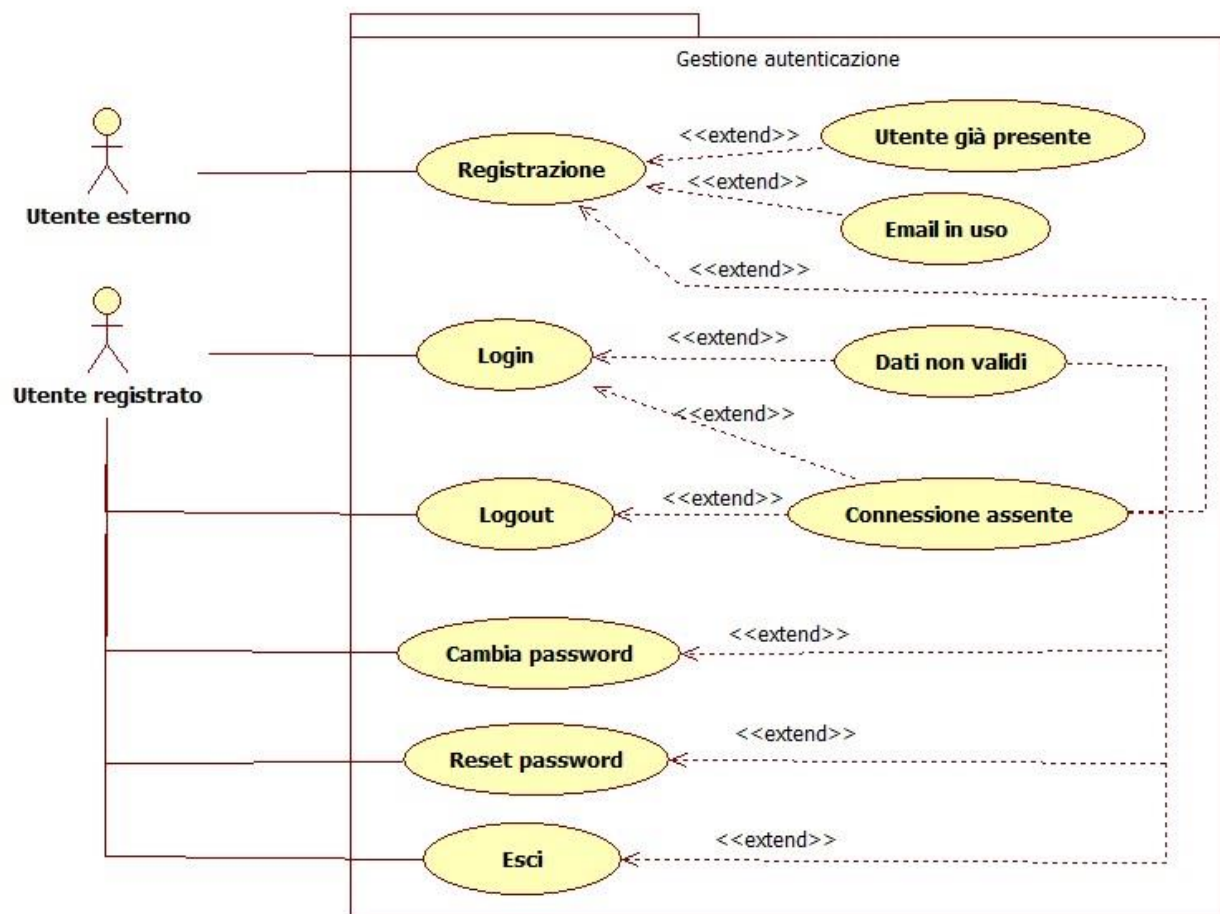 Gestione autenticazione
<<extend>>
Utente già presente
Registrazione
<<extend>>
Utente esterno
Email in uso
<<extend>>
<<extend>>
Login
Dati non validi
Utente registrato
<<extend>>
<<extend>>
Logout
Connessione assente
<<extend>>
Cambia password
<<extend>>
Reset password
<<extend>>
Esci